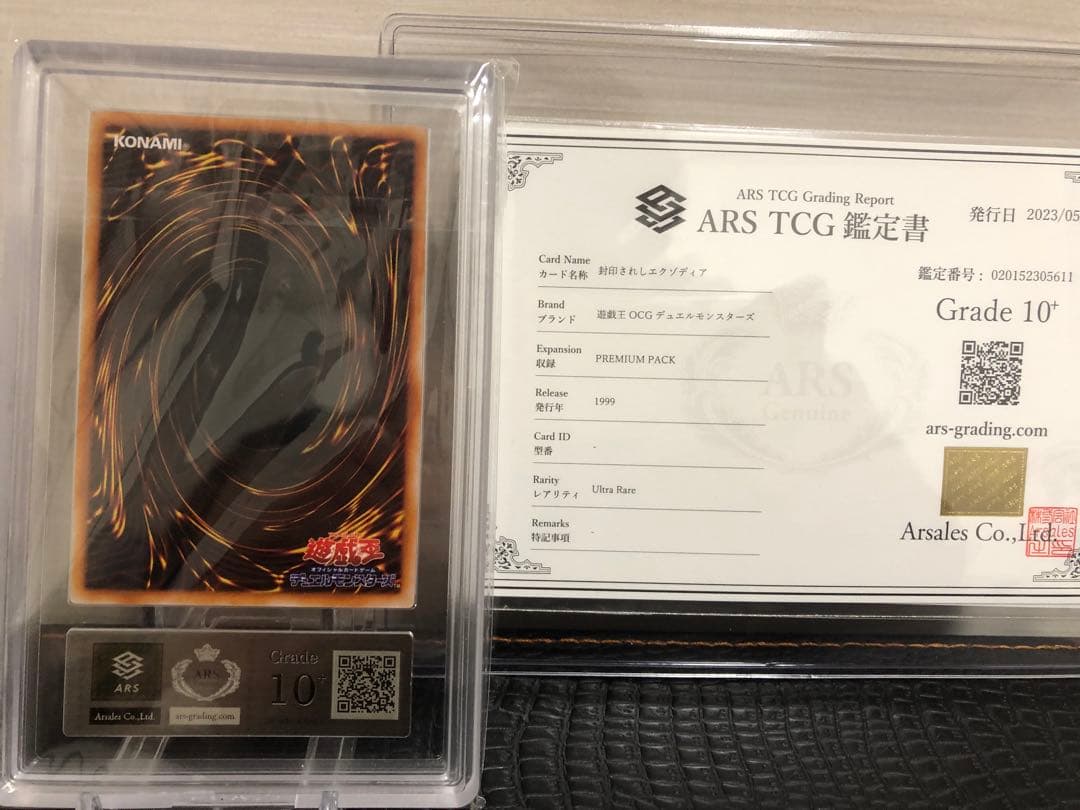 KONAMI
遊戯王
オフィシャルカードゲーム
デュエルモンスターズ™
ARS
Arsales Co.,Ltd.
ARS
ars-grading.com
Grade
10+
ARS TCG Grading Report
ARS TCG 鑑定書
発行日 2023/05
鑑定番号 : 020152305611
Grade 10+
ars-grading.com
Arsales Co.,Ltd.
Card Name
カード名称 封印されしエクゾディア
Brand
ブランド 遊戯王 OCG デュエルモンスターズ
Expansion
収録 PREMIUM PACK
Release
発行年 1999
Card ID
型番 -
Rarity
レアリティ Ultra Rare
Remarks
特記事項 -
ARS
Genuine